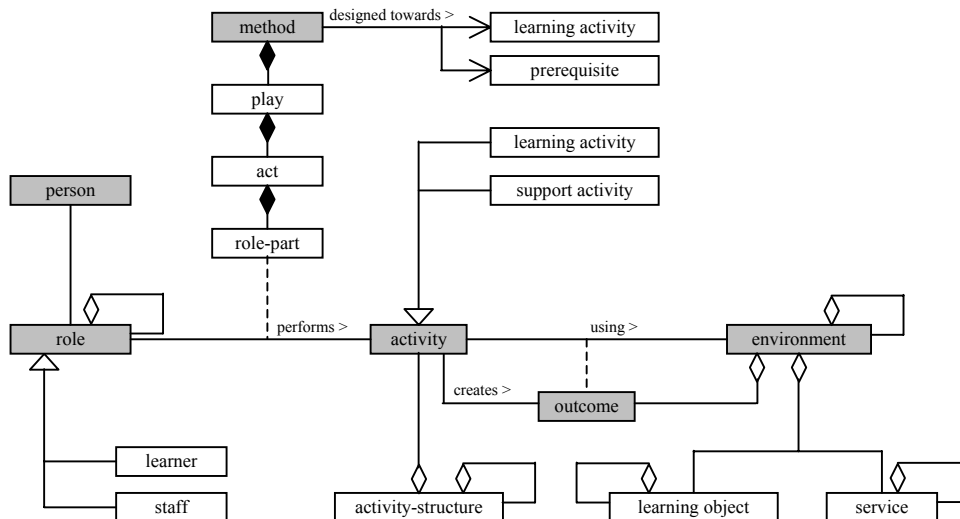 method
designed towards >
learning activity
prerequisite
play
learning activity
act
support activity
person
role-part
performs >
using >
role
activity
environment
creates >
outcome
learner
staff
activity-structure
learning object
service